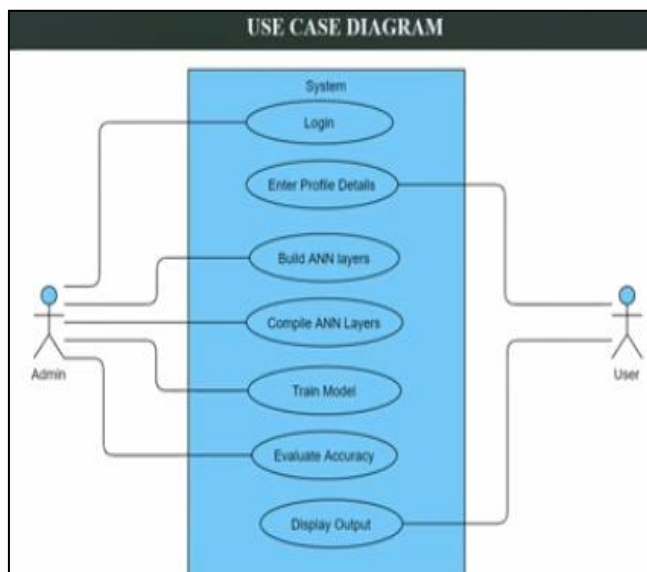 USE CASE DIAGRAM
System
Login
Enter Profile Details
Build ANN layers
Compile ANN Layers
Admin
User
Train Model
Evaluate Accuracy
Display Output